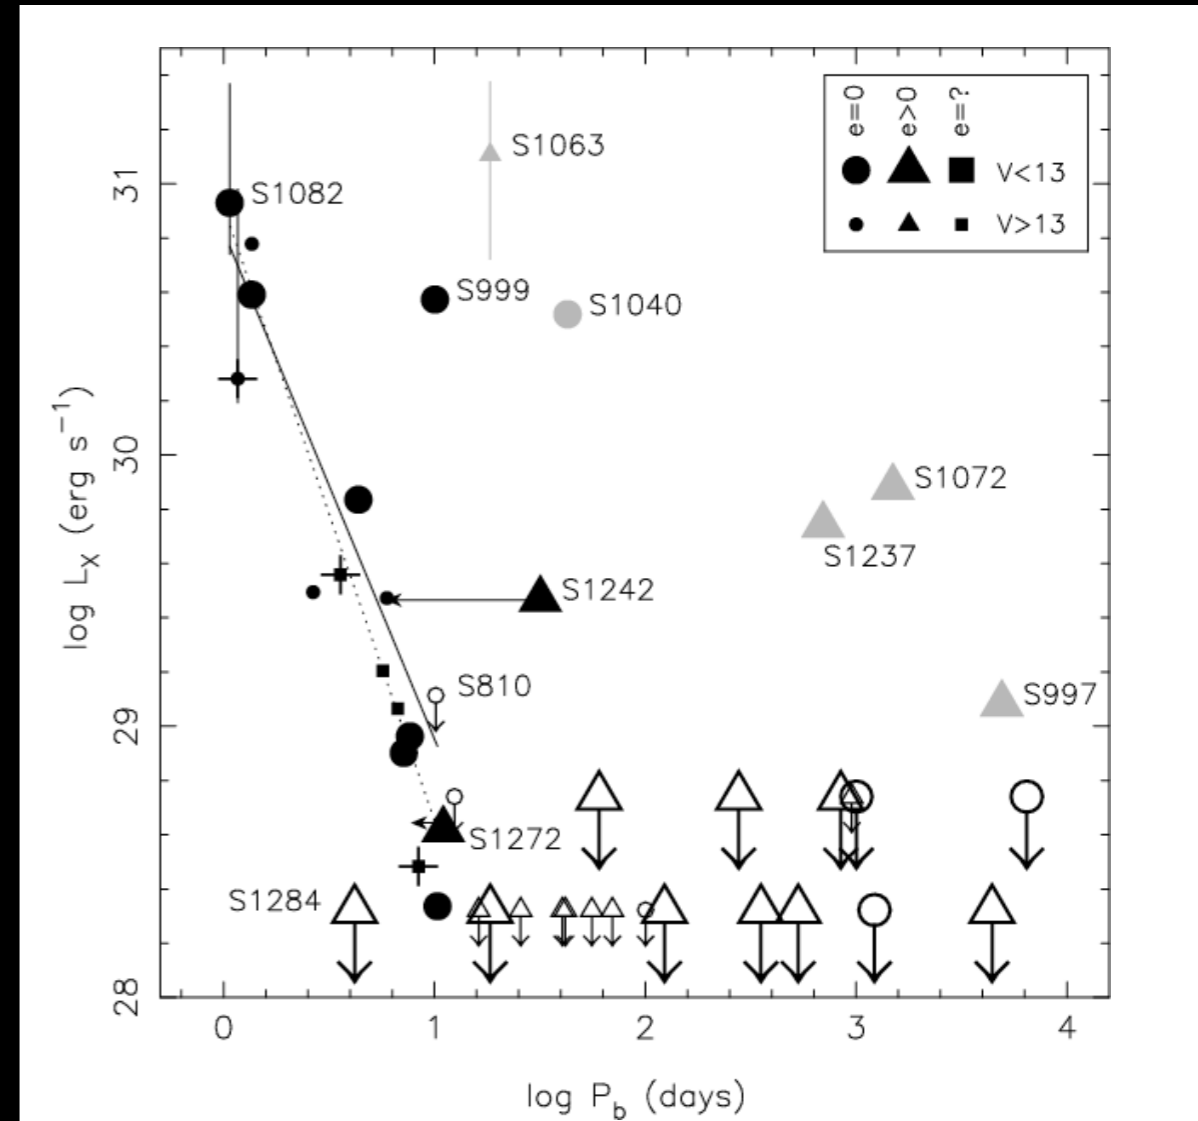 e=0
e>0
e=?
V<13
V>13
S1063
S1082
S999
S1040
S1072
S1237
S1242
S810
S997
S1272
S1284
31
30
29
28
0 1 2 3 4
log L_X (erg s^−1)
log P_b (days)